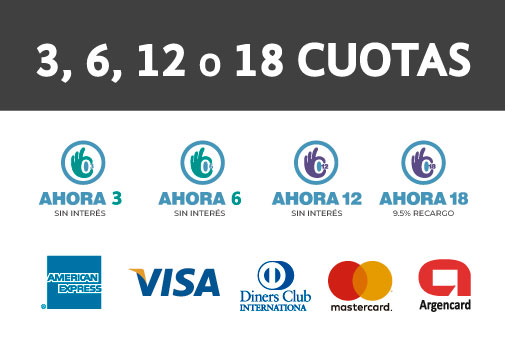 3, 6, 12 o 18 CUOTAS
AHORA 3
SIN INTERÉS
AHORA 6
SIN INTERÉS
AHORA 12
SIN INTERÉS
AHORA 18
9.5% RECARGO
AMERICAN
EXPRESS
VISA
Diners Club
INTERNATIONA
mastercard.
Argencard